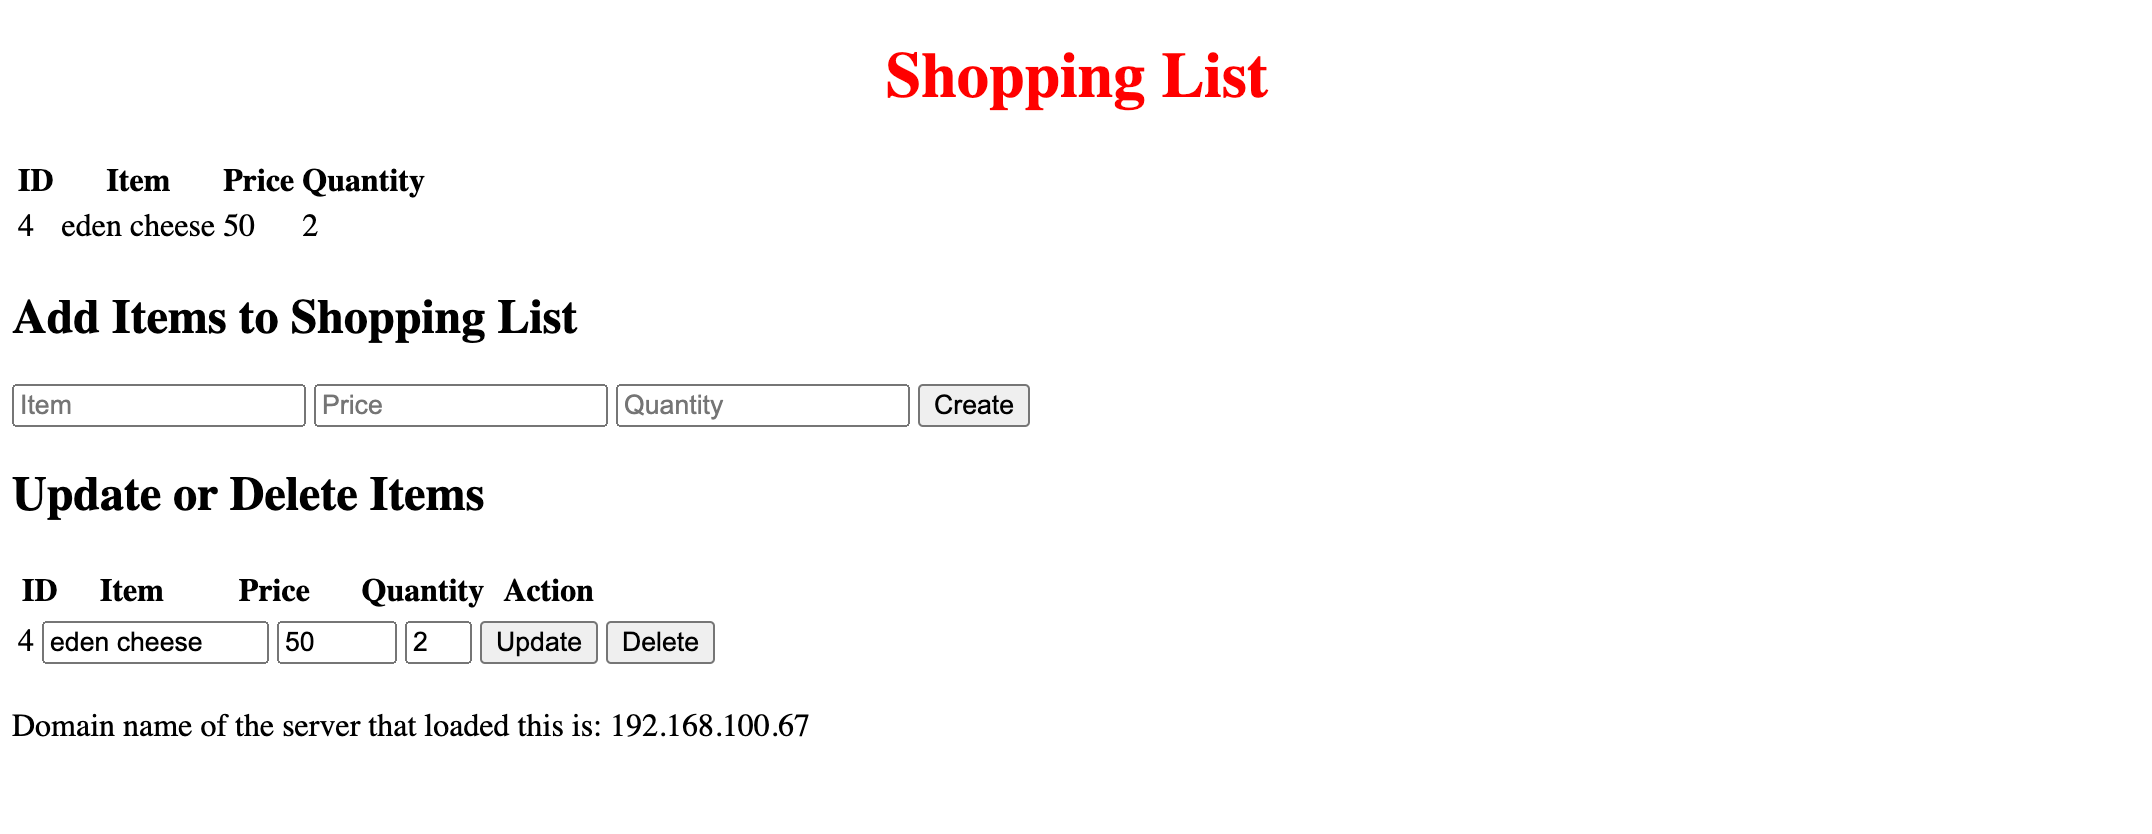 Shopping List
ID Item Price Quantity
4 eden cheese 50 2
Add Items to Shopping List
Item Price Quantity Create
Update or Delete Items
ID Item Price Quantity Action
4 eden cheese 50 2 Update Delete
Domain name of the server that loaded this is: 192.168.100.67